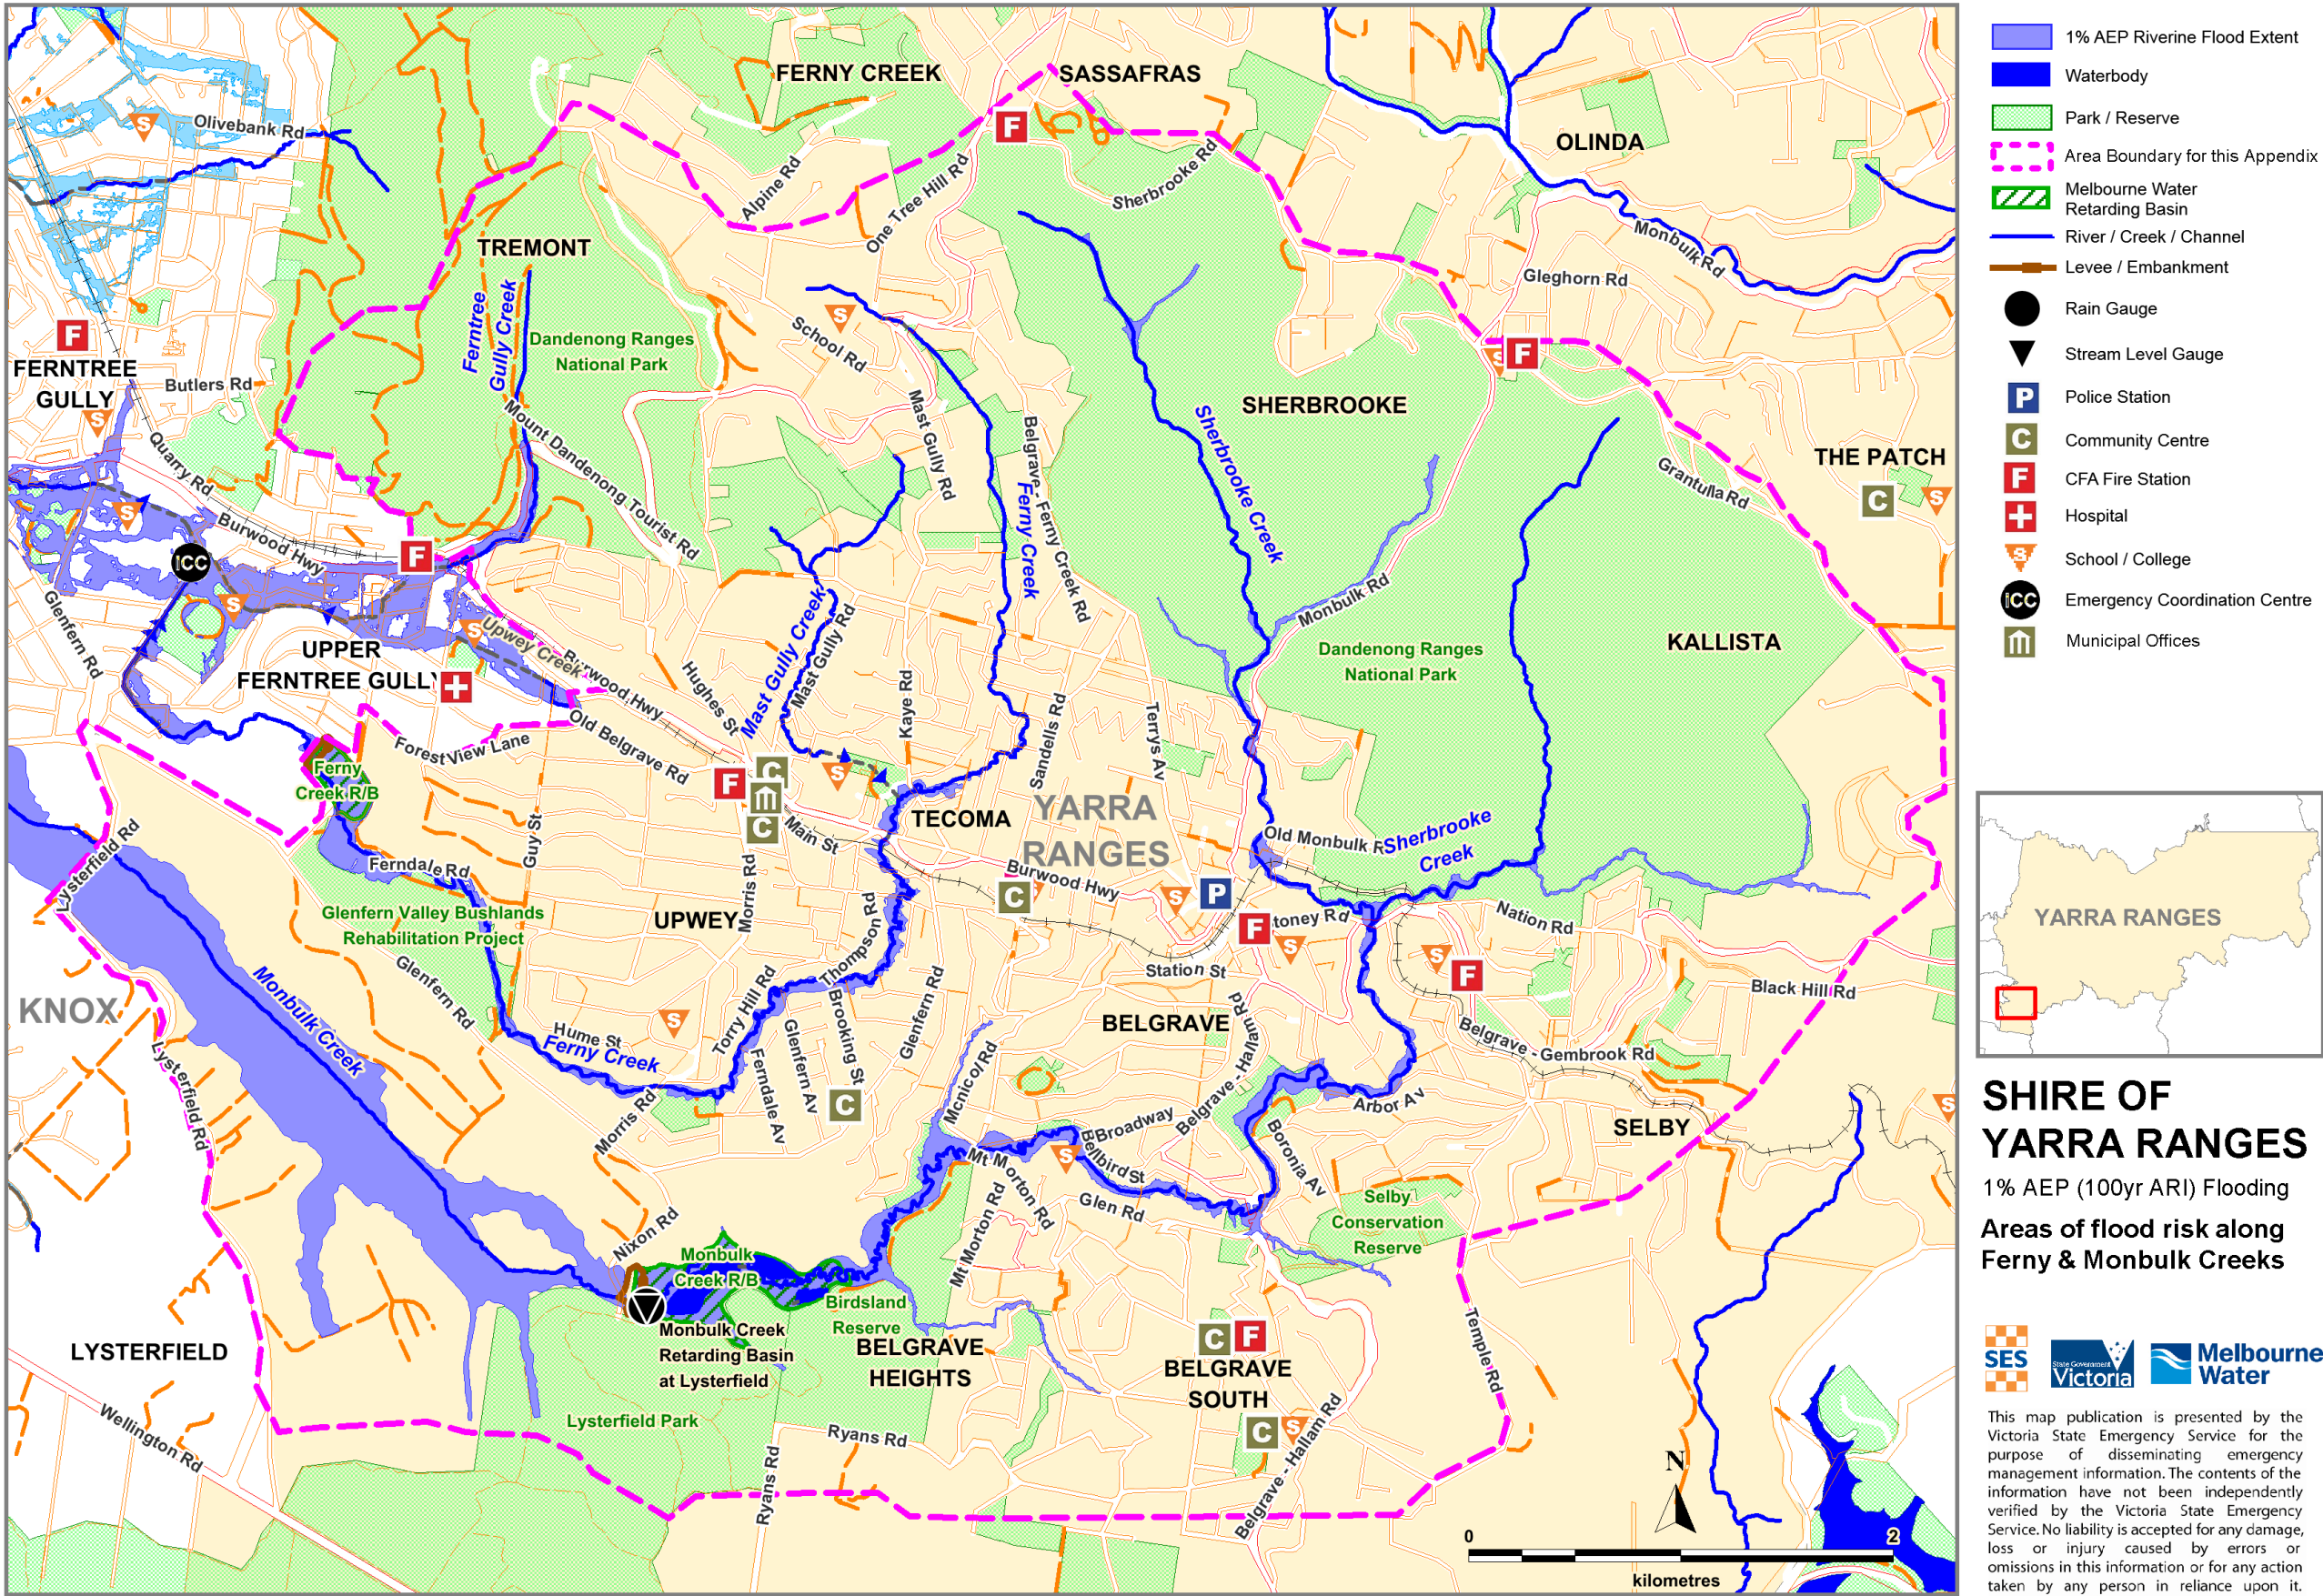 FERNY CREEK
SASSAFRAS
OLINDA
Olivebank Rd
Alpine Rd
One Tree Hill Rd
Sherbrooke Rd
Monbulk Rd
Gleghorn Rd
TREMONT
Ferntree
Gully Creek
Dandenong Ranges
National Park
School Rd
Mast Gully Rd
FERNTREE
GULLY
Butlers Rd
Quarry Rd
Mount Dandenong Tourist Rd
Belgrave - Ferny Creek Rd
Ferny Creek
Sherbrooke Creek
SHERBROOKE
THE PATCH
Grantulla Rd
Burwood Hwy
Glenfern Rd
UPPER
FERNTREE GULLY
Upwey Creek
Burwood Hwy
Hughes St
Mast Gully Creek
Mast Gully Rd
Kaye Rd
Sandells Rd
Terrys Av
Monbulk Rd
Dandenong Ranges
National Park
KALLISTA
Forest View Lane
Old Belgrave Rd
Ferny
Creek R/B
Guy St
Main St
TECOMA
YARRA
RANGES
Old Monbulk R
Sherbrooke
Creek
Lysterfield Rd
Ferndale Rd
Morris Rd
Burwood Hwy
Glenfern Valley Bushlands
Rehabilitation Project
UPWEY
Thompson Rd
toney Rd
Nation Rd
Station St
Black Hill Rd
KNOX
Monbulk Creek
Glenfern Rd
Hume St
Ferny Creek
Torry Hill Rd
Brooking St
Glenfern Rd
Glenfern Av
Ferndale Av
BELGRAVE
Belgrave - Hallam Rd
Belgrave - Gembrook Rd
Lysterfield Rd
Morris Rd
Mcnicol Rd
Broadway
Bellbird St
Arbor Av
Boronia Av
SELBY
Mt Morton Rd
Mt Morton Rd
Glen Rd
Selby
Conservation
Reserve
Nixon Rd
Monbulk
Creek R/B
Birdsland
Reserve
Monbulk Creek
Retarding Basin
at Lysterfield
BELGRAVE
HEIGHTS
BELGRAVE
SOUTH
Temple Rd
LYSTERFIELD
Wellington Rd
Lysterfield Park
Ryans Rd
Ryans Rd
Belgrave - Hallam Rd
N
0 2
kilometres
1% AEP Riverine Flood Extent
Waterbody
Park / Reserve
Area Boundary for this Appendix
Melbourne Water
Retarding Basin
River / Creek / Channel
Levee / Embankment
Rain Gauge
Stream Level Gauge
P Police Station
C Community Centre
F CFA Fire Station
Hospital
S School / College
iCC Emergency Coordination Centre
Municipal Offices
YARRA RANGES
SHIRE OF
YARRA RANGES
1% AEP (100yr ARI) Flooding
Areas of flood risk along
Ferny & Monbulk Creeks
SES
State Government
Victoria
Melbourne
Water
This map publication is presented by the
Victoria State Emergency Service for the
purpose of disseminating emergency
management information. The contents of the
information have not been independently
verified by the Victoria State Emergency
Service. No liability is accepted for any damage,
loss or injury caused by errors or
omissions in this information or for any action
taken by any person in reliance upon it.